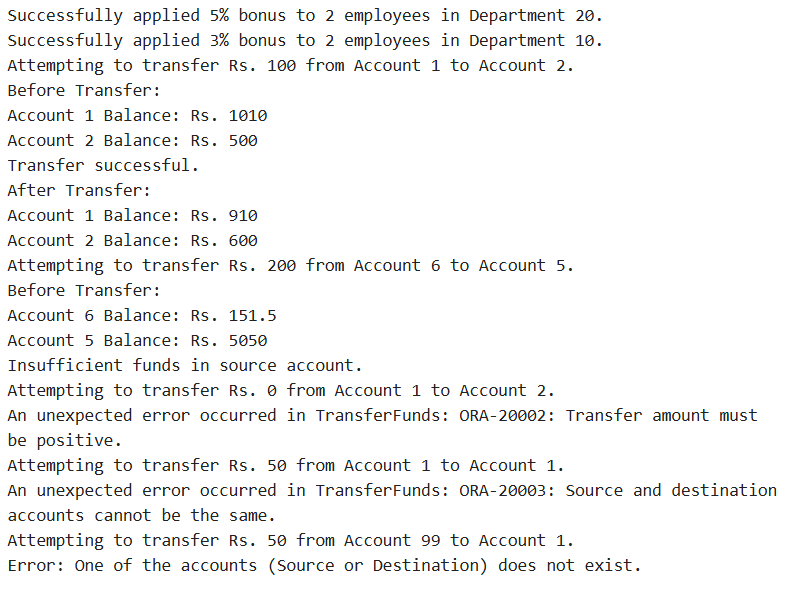 Successfully applied 5% bonus to 2 employees in Department 20.
Successfully applied 3% bonus to 2 employees in Department 10.
Attempting to transfer Rs. 100 from Account 1 to Account 2.
Before Transfer:
Account 1 Balance: Rs. 1010
Account 2 Balance: Rs. 500
Transfer successful.
After Transfer:
Account 1 Balance: Rs. 910
Account 2 Balance: Rs. 600
Attempting to transfer Rs. 200 from Account 6 to Account 5.
Before Transfer:
Account 6 Balance: Rs. 151.5
Account 5 Balance: Rs. 5050
Insufficient funds in source account.
Attempting to transfer Rs. 0 from Account 1 to Account 2.
An unexpected error occurred in TransferFunds: ORA-20002: Transfer amount must
be positive.
Attempting to transfer Rs. 50 from Account 1 to Account 1.
An unexpected error occurred in TransferFunds: ORA-20003: Source and destination
accounts cannot be the same.
Attempting to transfer Rs. 50 from Account 99 to Account 1.
Error: One of the accounts (Source or Destination) does not exist.